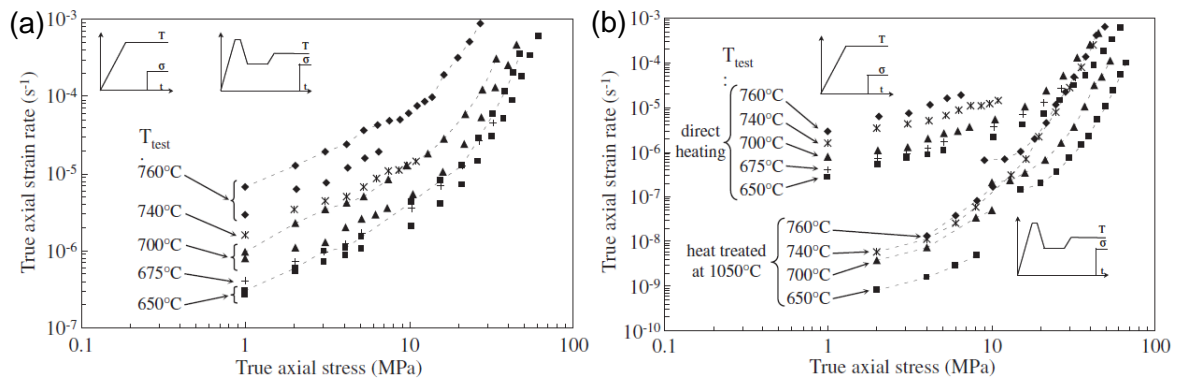 (a)
True axial strain rate (s⁻¹)
10⁻³
10⁻⁴
10⁻⁵
10⁻⁶
10⁻⁷
T
σ
t
T
σ
t
T_test
:
760°C
740°C
700°C
675°C
650°C
0.1
1
10
100
True axial stress (MPa)
(b)
True axial strain rate (s⁻¹)
10⁻³
10⁻⁴
10⁻⁵
10⁻⁶
10⁻⁷
10⁻⁸
10⁻⁹
10⁻¹⁰
T
σ
t
T_test
:
760°C
740°C
700°C
675°C
650°C
direct
heating
760°C
740°C
700°C
650°C
heat treated
at 1050°C
T
σ
t
0.1
1
10
100
True axial stress (MPa)